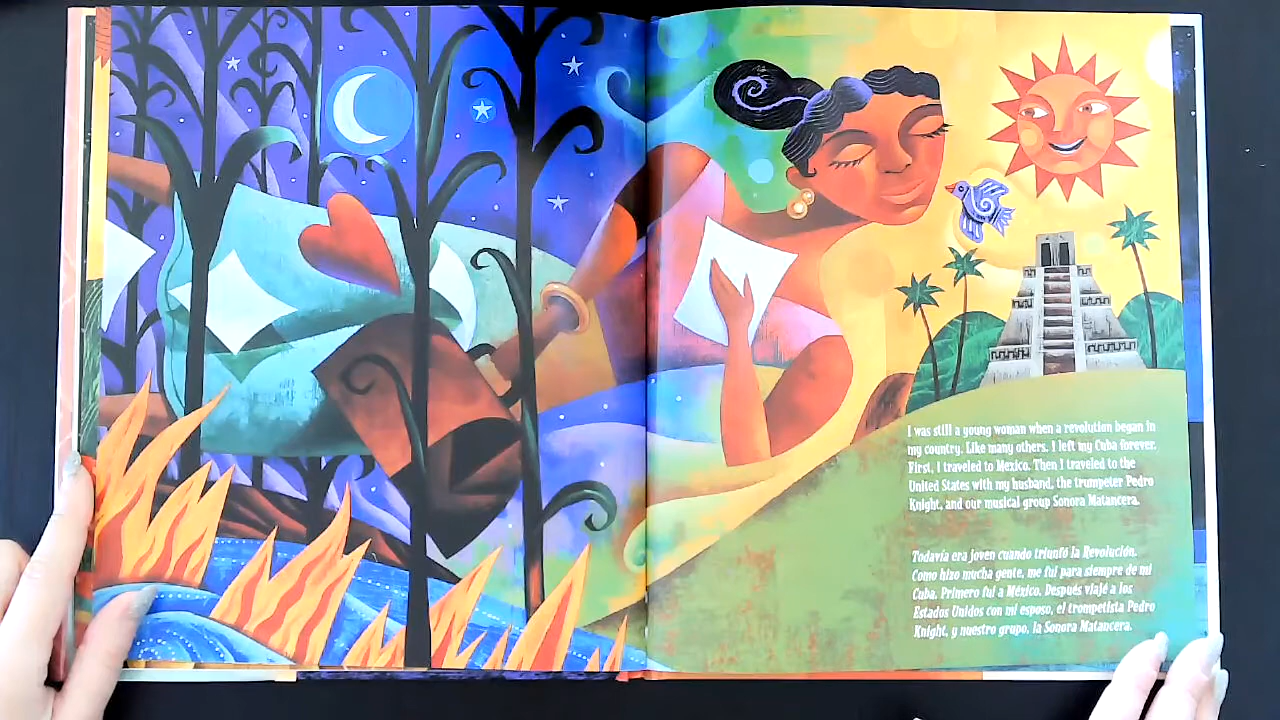 I was still a young woman when a revolution began in
my country. Like many others, I left my Cuba forever.
First, I traveled to Mexico. Then I traveled to the
United States with my husband, the trumpeter Pedro
Knight, and our musical group Sonora Matancera.
Todavía era joven cuando triunfó la Revolución.
Como hizo mucha gente, me fui para siempre de mi
Cuba. Primero fui a México. Después viajé a los
Estados Unidos con mi esposo, el trompetista Pedro
Knight, y nuestro grupo, la Sonora Matancera.